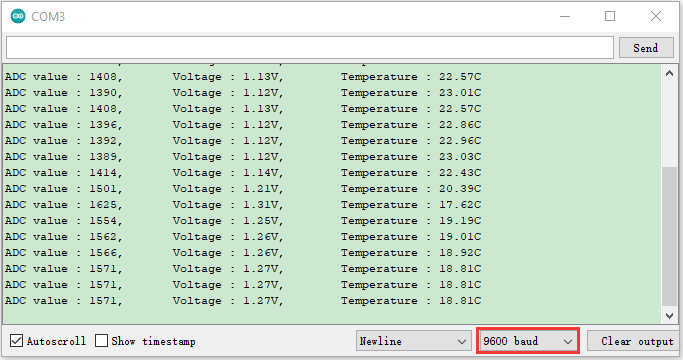 COM3
Send
ADC value : 1408, Voltage : 1.13V, Temperature : 22.57C
ADC value : 1390, Voltage : 1.12V, Temperature : 23.01C
ADC value : 1408, Voltage : 1.13V, Temperature : 22.57C
ADC value : 1396, Voltage : 1.12V, Temperature : 22.86C
ADC value : 1392, Voltage : 1.12V, Temperature : 22.96C
ADC value : 1389, Voltage : 1.12V, Temperature : 23.03C
ADC value : 1414, Voltage : 1.14V, Temperature : 22.43C
ADC value : 1501, Voltage : 1.21V, Temperature : 20.39C
ADC value : 1625, Voltage : 1.31V, Temperature : 17.62C
ADC value : 1554, Voltage : 1.25V, Temperature : 19.19C
ADC value : 1562, Voltage : 1.26V, Temperature : 19.01C
ADC value : 1566, Voltage : 1.26V, Temperature : 18.92C
ADC value : 1571, Voltage : 1.27V, Temperature : 18.81C
ADC value : 1571, Voltage : 1.27V, Temperature : 18.81C
ADC value : 1571, Voltage : 1.27V, Temperature : 18.81C
Autoscroll Show timestamp Newline 9600 baud Clear output